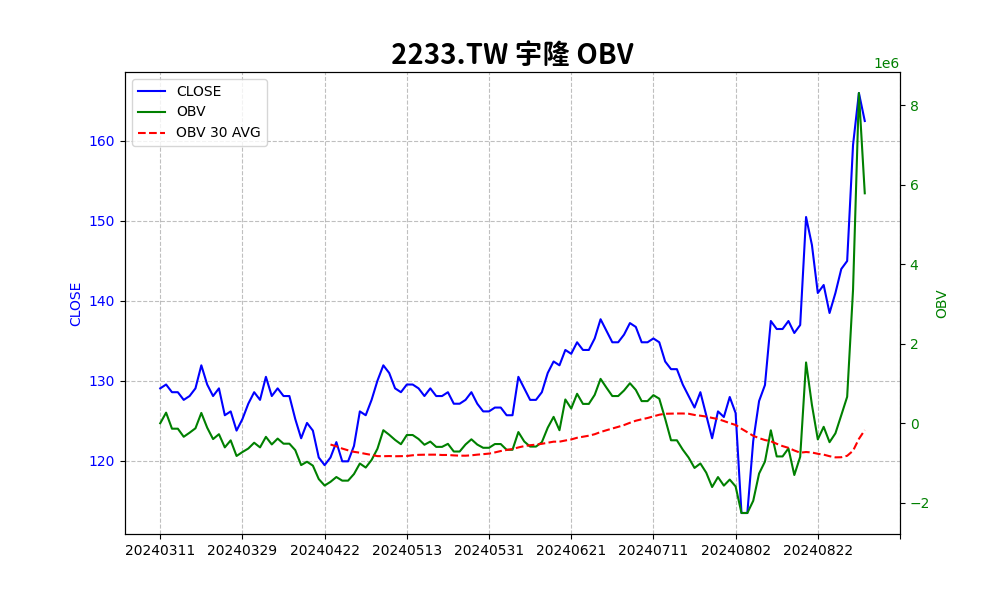 2233.TW 宇隆 OBV
1e6
CLOSE
OBV
OBV 30 AVG
160
150
140
130
120
CLOSE
8
6
4
2
0
−2
OBV
20240311 20240329 20240422 20240513 20240531 20240621 20240711 20240802 20240822